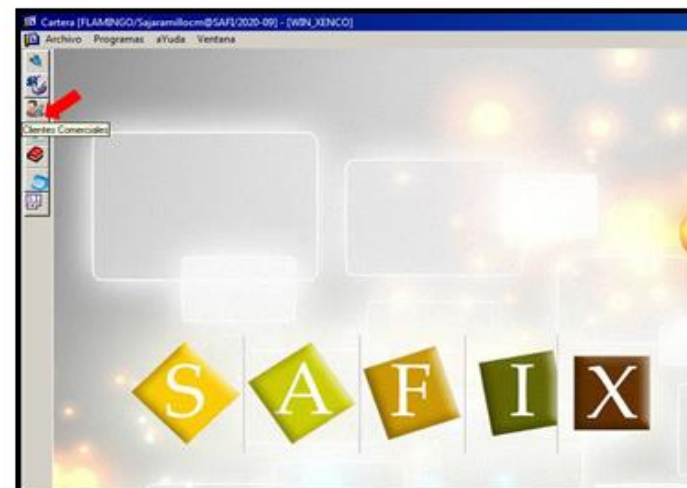 Cartera [FLAMINGO/Sajaramillocm@SAFI/2020-09] - [WIN_XENCO]
Archivo Programas aYuda Ventana
Clientes Comerciales
S A F I X